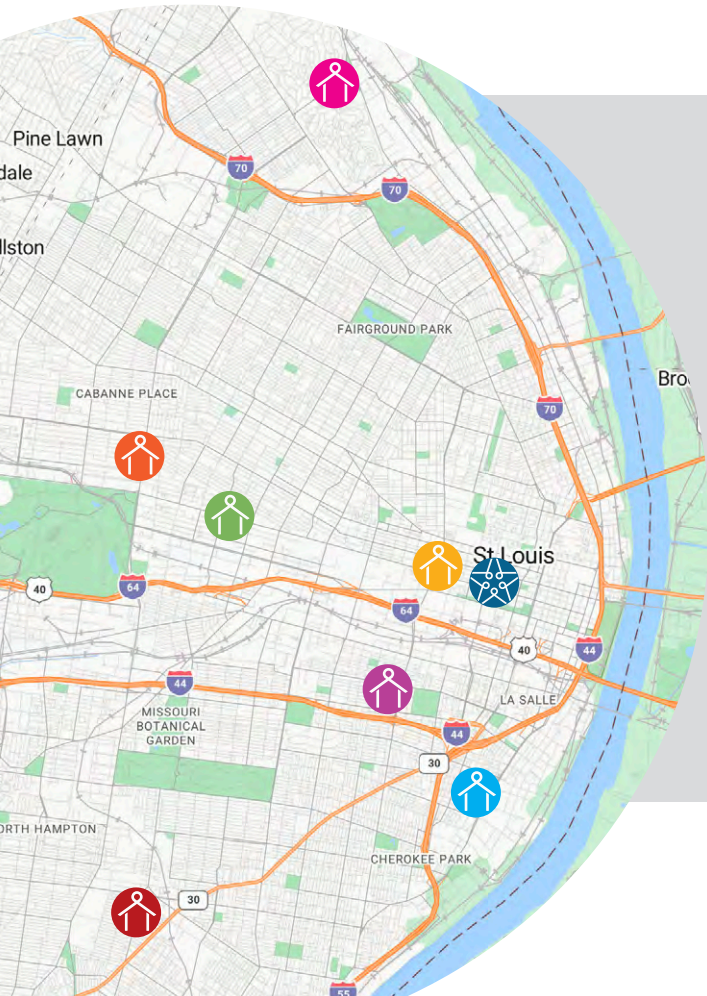 Pine Lawn
dale
llston
70
70
FAIRGROUND PARK
Bro
CABANNE PLACE
70
St Louis
40
64
64
40
44
44
LA SALLE
MISSOURI
BOTANICAL
GARDEN
44
30
ORTH HAMPTON
CHEROKEE PARK
30
55